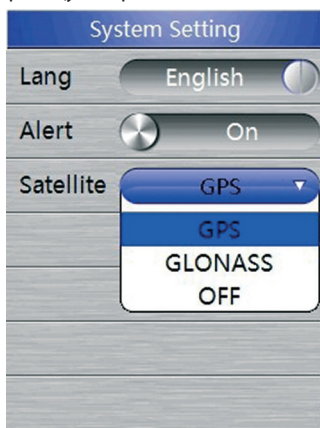 System Setting
Lang English
Alert On
Satellite GPS
GPS
GLONASS
OFF